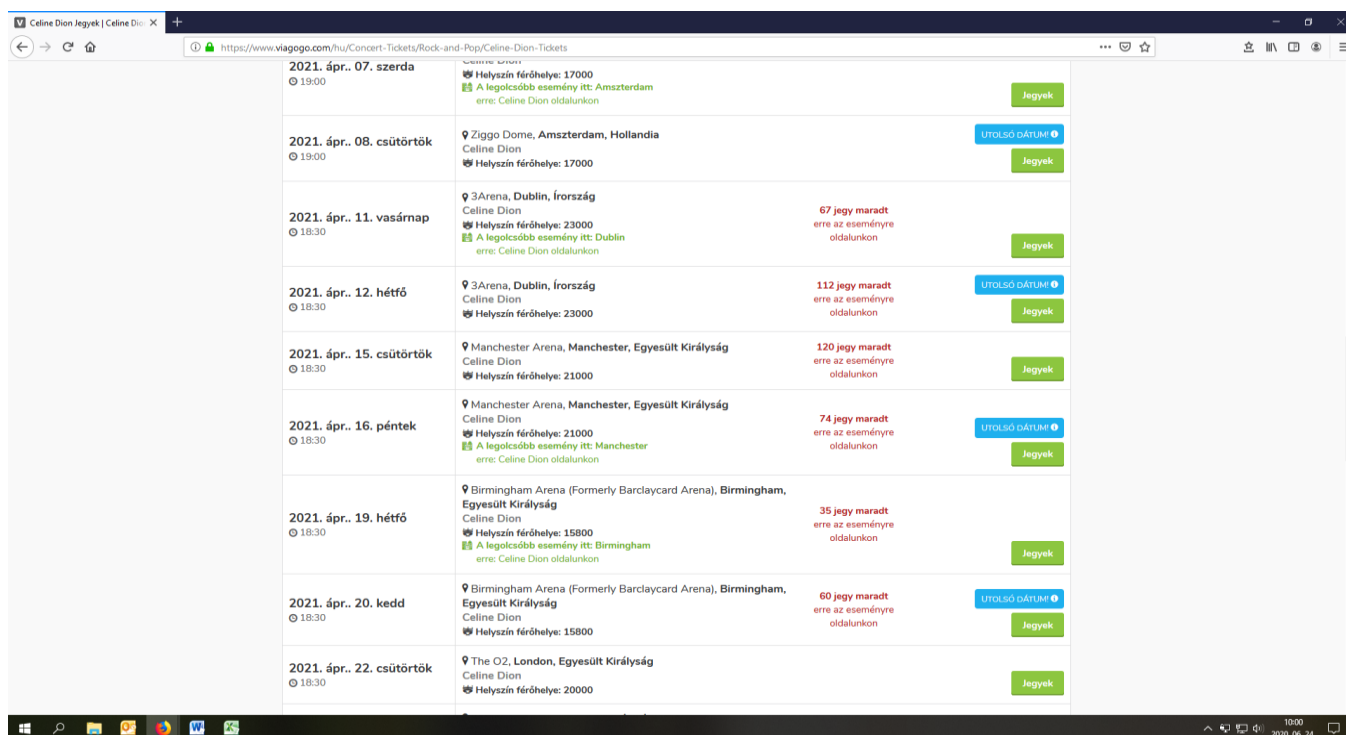 Celine Dion Jegyek | Celine Dio
https://www.viagogo.com/hu/Concert-Tickets/Rock-and-Pop/Celine-Dion-Tickets
2021. ápr.. 07. szerda
19:00
Celine Dion
Helyszín férőhelye: 17000
A legolcsóbb esemény itt: Amszterdam
erre: Celine Dion oldalunkon
Jegyek
2021. ápr.. 08. csütörtök
19:00
Ziggo Dome, Amszterdam, Hollandia
Celine Dion
Helyszín férőhelye: 17000
UTOLSÓ DÁTUM!
Jegyek
2021. ápr.. 11. vasárnap
18:30
3Arena, Dublin, Írország
Celine Dion
Helyszín férőhelye: 23000
A legolcsóbb esemény itt: Dublin
erre: Celine Dion oldalunkon
67 jegy maradt
erre az eseményre
oldalunkon
Jegyek
2021. ápr.. 12. hétfő
18:30
3Arena, Dublin, Írország
Celine Dion
Helyszín férőhelye: 23000
112 jegy maradt
erre az eseményre
oldalunkon
UTOLSÓ DÁTUM!
Jegyek
2021. ápr.. 15. csütörtök
18:30
Manchester Arena, Manchester, Egyesült Királyság
Celine Dion
Helyszín férőhelye: 21000
120 jegy maradt
erre az eseményre
oldalunkon
Jegyek
2021. ápr.. 16. péntek
18:30
Manchester Arena, Manchester, Egyesült Királyság
Celine Dion
Helyszín férőhelye: 21000
A legolcsóbb esemény itt: Manchester
erre: Celine Dion oldalunkon
74 jegy maradt
erre az eseményre
oldalunkon
UTOLSÓ DÁTUM!
Jegyek
2021. ápr.. 19. hétfő
18:30
Birmingham Arena (Formerly Barclaycard Arena), Birmingham,
Egyesült Királyság
Celine Dion
Helyszín férőhelye: 15800
A legolcsóbb esemény itt: Birmingham
erre: Celine Dion oldalunkon
35 jegy maradt
erre az eseményre
oldalunkon
Jegyek
2021. ápr.. 20. kedd
18:30
Birmingham Arena (Formerly Barclaycard Arena), Birmingham,
Egyesült Királyság
Celine Dion
Helyszín férőhelye: 15800
60 jegy maradt
erre az eseményre
oldalunkon
UTOLSÓ DÁTUM!
Jegyek
2021. ápr.. 22. csütörtök
18:30
The O2, London, Egyesült Királyság
Celine Dion
Helyszín férőhelye: 20000
Jegyek
10:00
2020. 06. 24.